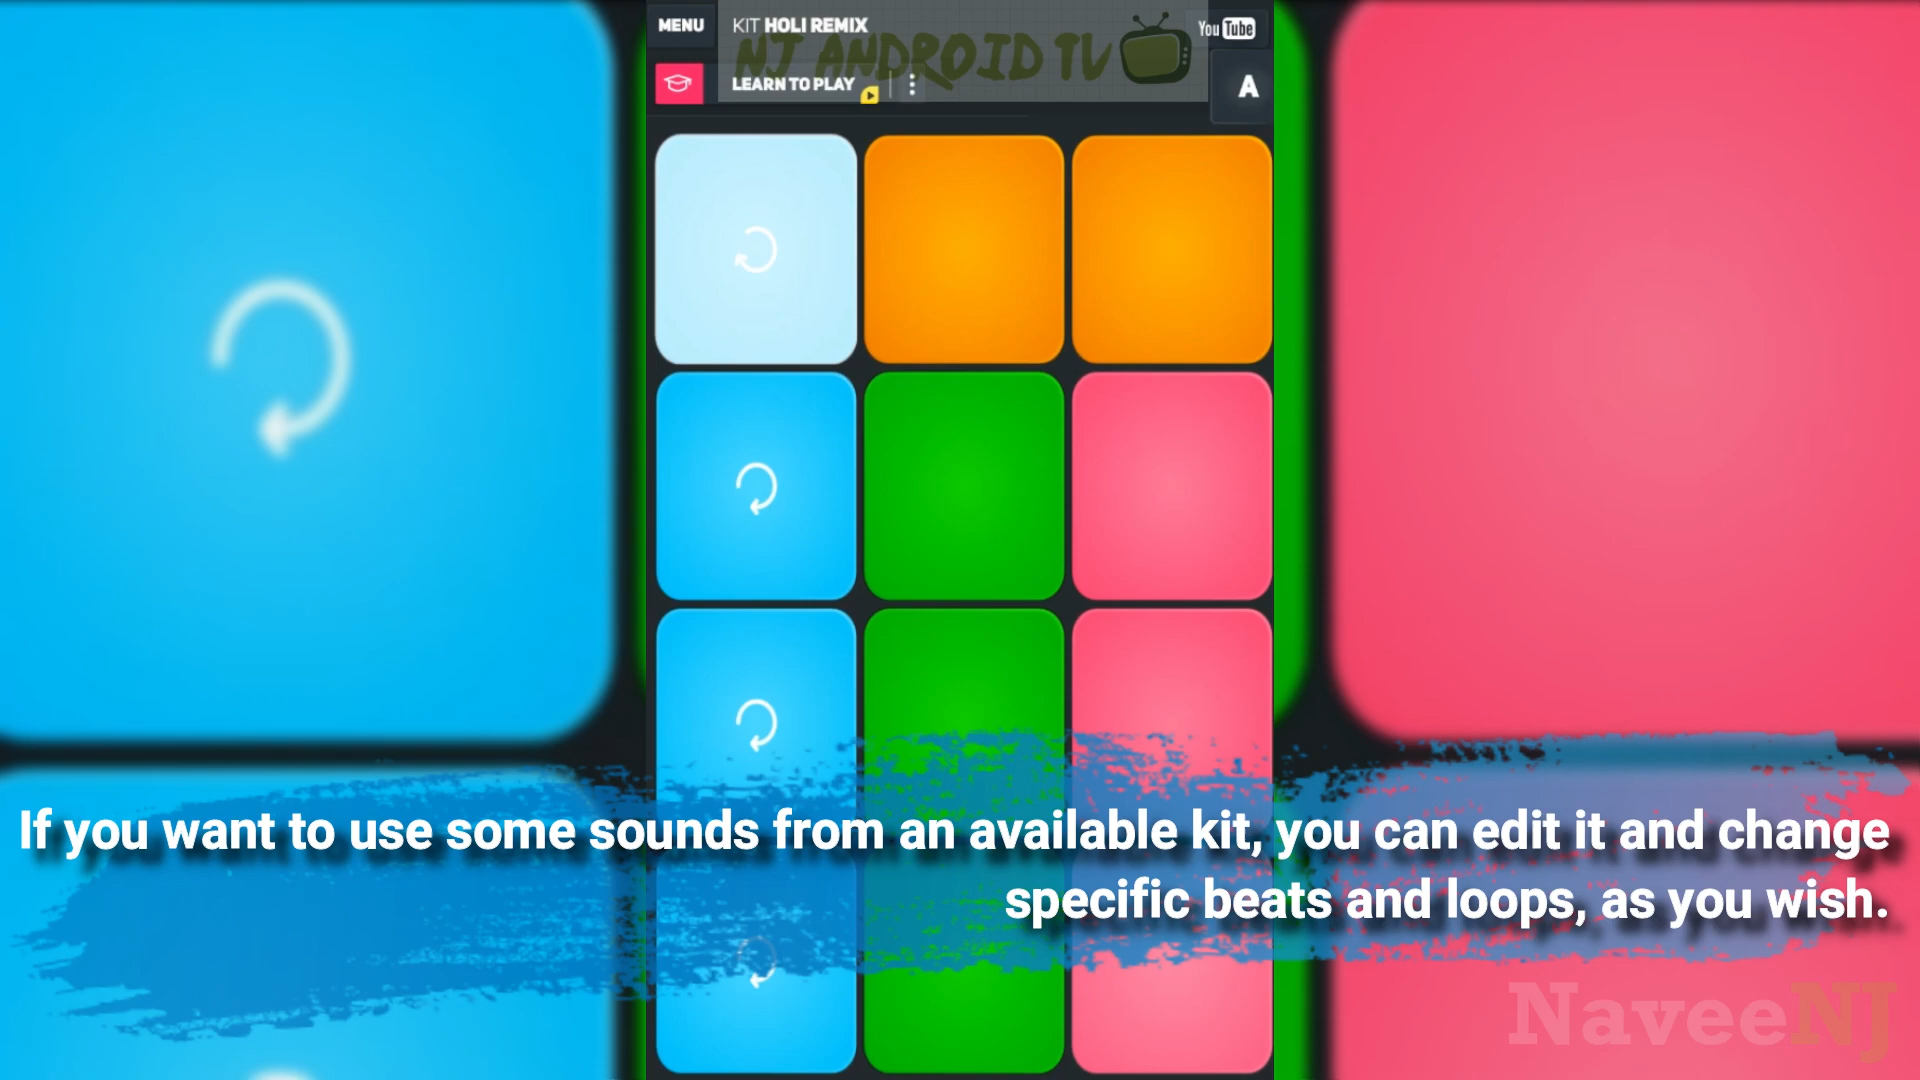 MENU
KIT HOLI REMIX
You Tube
NJ ANDROID TV
LEARN TO PLAY
A
If you want to use some sounds from an available kit, you can edit it and change
specific beats and loops, as you wish.
NaveeNJ